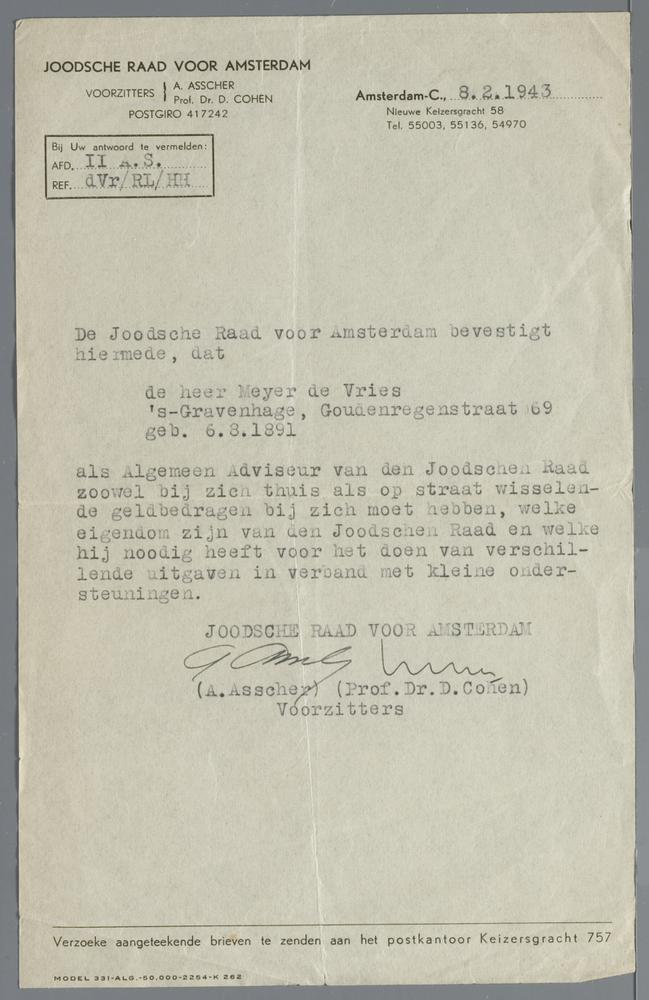 JOODSCHE RAAD VOOR AMSTERDAM
VOORZITTERS A. ASSCHER
Prof. Dr. D. COHEN
POSTGIRO 417242
Amsterdam-C., 8.2.1943
Nieuwe Keizersgracht 58
Tel. 55003, 55136, 54970
Bij Uw antwoord te vermelden:
AFD. II A.S.
REF. dVr/RL/HH
De Joodsche Raad voor Amsterdam bevestigt
hiermede, dat
de heer Meyer de Vries
's-Gravenhage, Goudenregenstraat 69
geb. 6.8.1891
als Algemeen Adviseur van den Joodschen Raad
zoowel bij zich thuis als op straat wisselen-
de geldbedragen bij zich moet hebben, welke
eigendom zijn van den Joodschen Raad en welke
hij noodig heeft voor het doen van verschil-
lende uitgaven in verband met kleine onder-
steuningen.
JOODSCHE RAAD VOOR AMSTERDAM
(A.Asscher) (Prof.Dr.D.Cohen)
Voorzitters
Verzoeke aangeteekende brieven te zenden aan het postkantoor Keizersgracht 757
MODEL 331-ALG.-50.000-2254-K 262